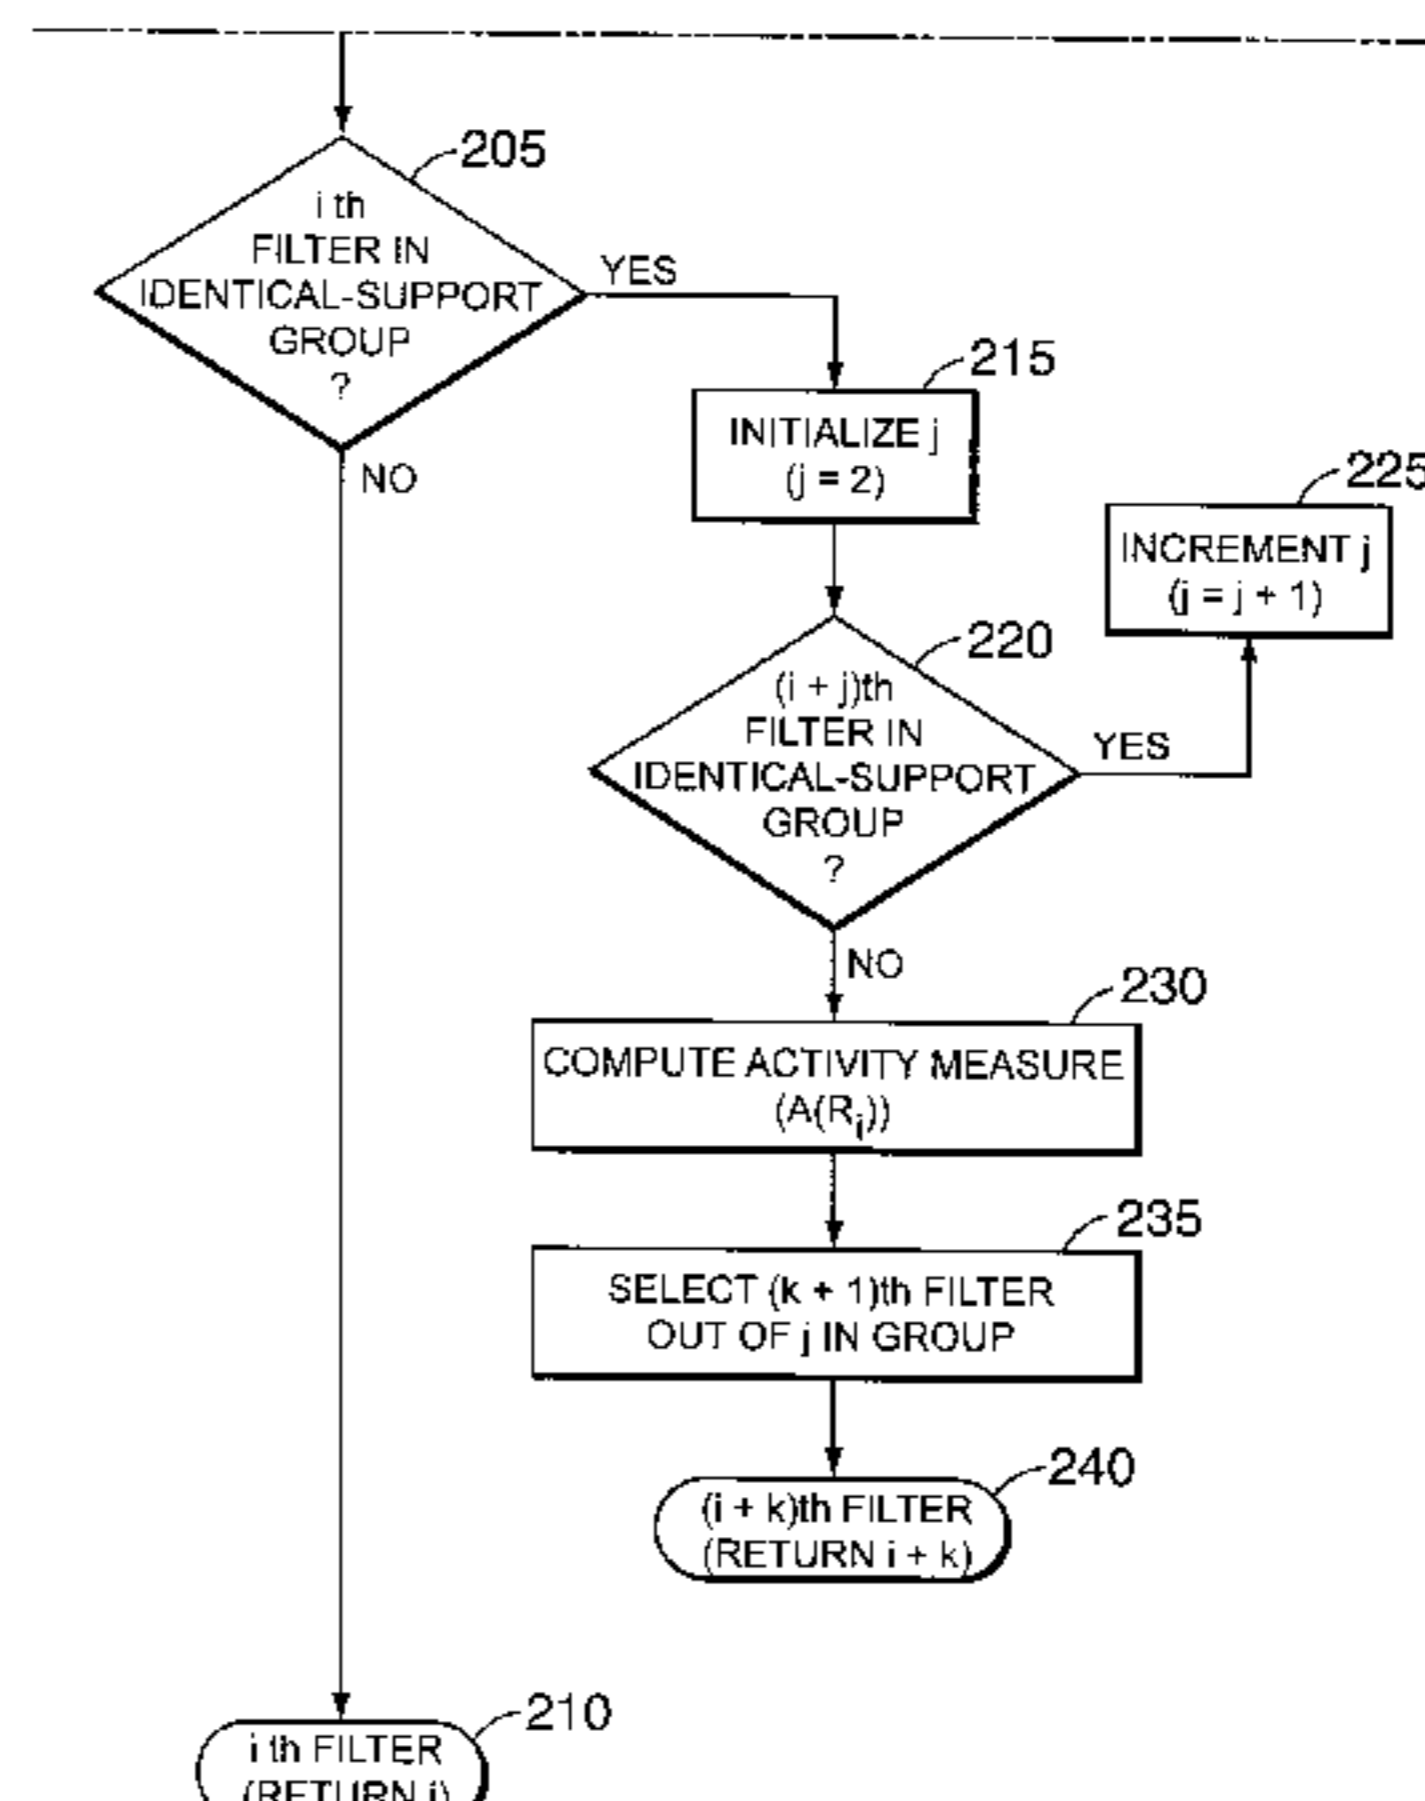 205
i th
FILTER IN
IDENTICAL-SUPPORT
GROUP
?
YES
NO
215
INITIALIZE j
(j = 2)
225
INCREMENT j
(j = j + 1)
220
(i + j)th
FILTER IN
IDENTICAL-SUPPORT
GROUP
?
YES
NO
230
COMPUTE ACTIVITY MEASURE
(A(Ri))
235
SELECT (k + 1)th FILTER
OUT OF j IN GROUP
240
(i + k)th FILTER
(RETURN i + k)
210
i th FILTER
(RETURN i)